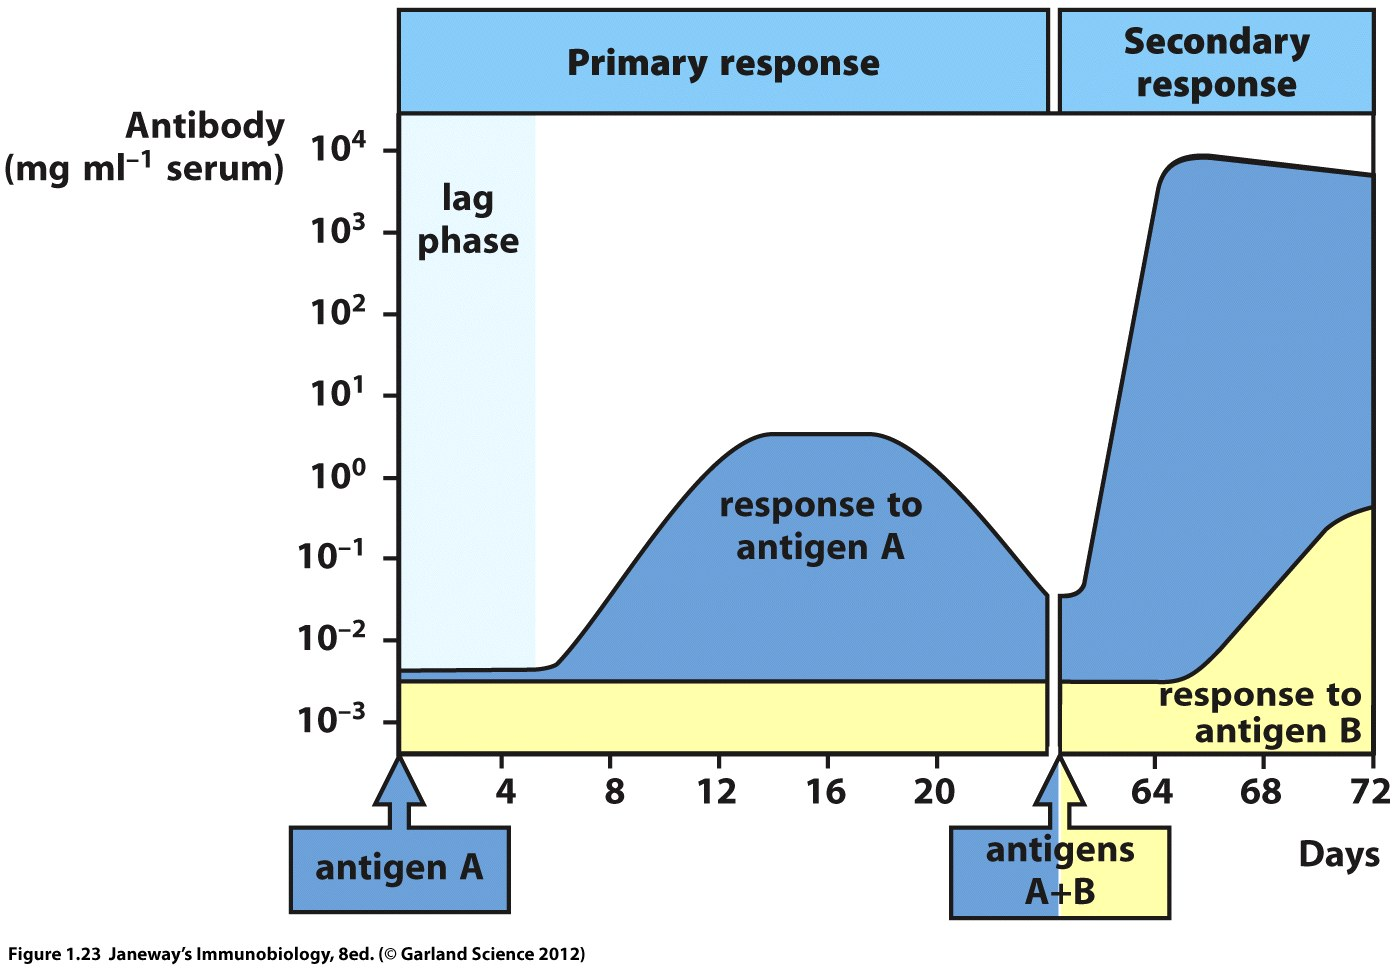 Primary response
Secondary
response
Antibody
(mg ml⁻¹ serum)
10⁴
10³
10²
10¹
10⁰
10⁻¹
10⁻²
10⁻³
lag
phase
response to
antigen A
response to
antigen B
4 8 12 16 20 64 68 72
Days
antigen A
antigens
A+B
Figure 1.23 Janeway’s Immunobiology, 8ed. (© Garland Science 2012)